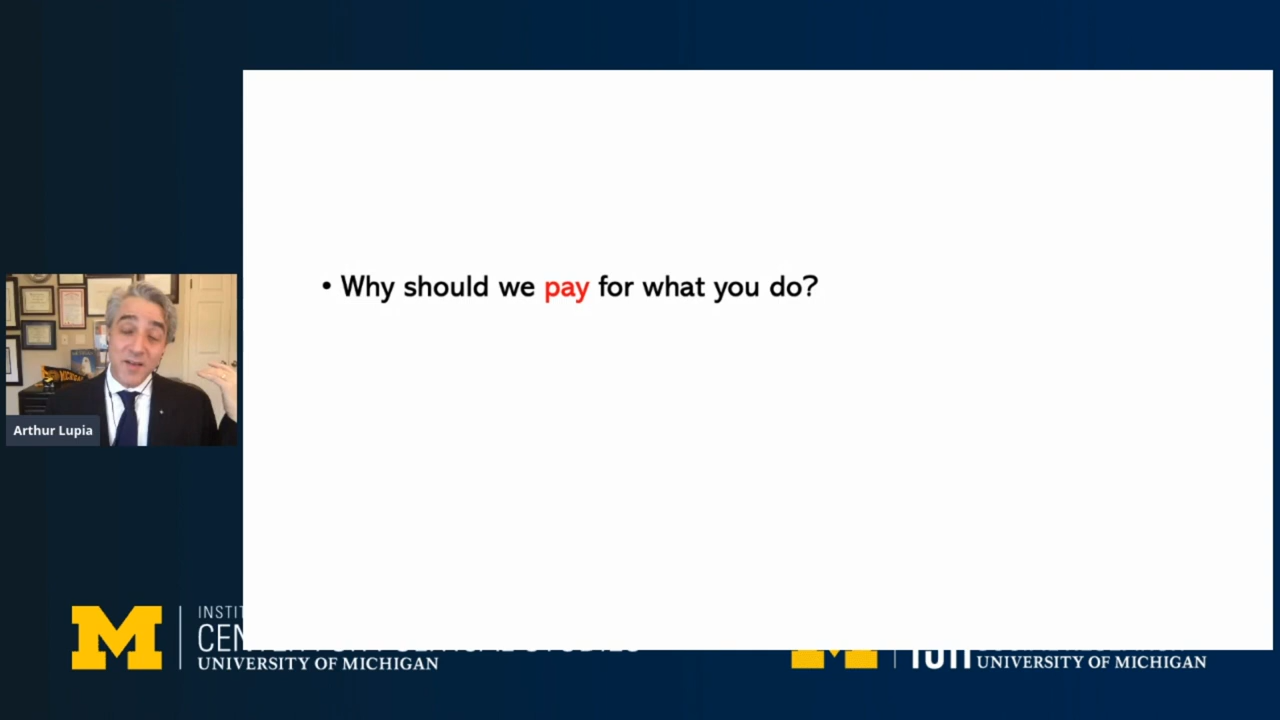 • Why should we pay for what you do?
Arthur Lupia
UNIVERSITY OF MICHIGAN
UNIVERSITY OF MICHIGAN